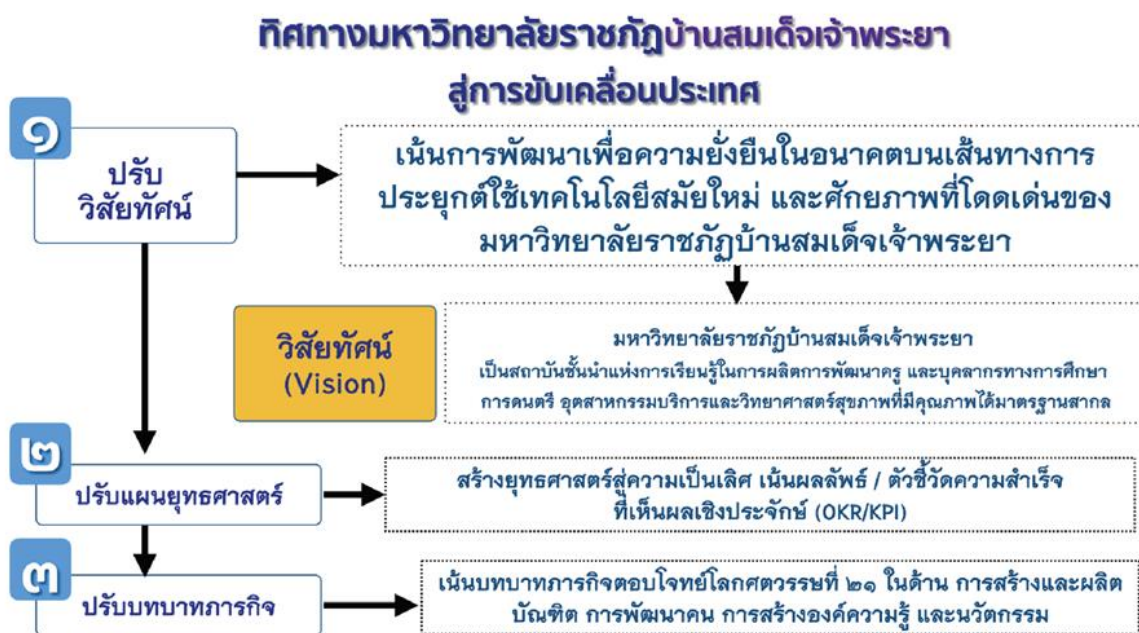 ทิศทางมหาวิทยาลัยราชภัฏบ้านสมเด็จเจ้าพระยา
สู่การขับเคลื่อนประเทศ
๑
ปรับ
วิสัยทัศน์
เน้นการพัฒนาเพื่อความยั่งยืนในอนาคตบนเส้นทางการ
ประยุกต์ใช้เทคโนโลยีสมัยใหม่ และศักยภาพที่โดดเด่นของ
มหาวิทยาลัยราชภัฏบ้านสมเด็จเจ้าพระยา
วิสัยทัศน์
(Vision)
มหาวิทยาลัยราชภัฏบ้านสมเด็จเจ้าพระยา
เป็นสถาบันชั้นนำแห่งการเรียนรู้ในการผลิตการพัฒนาครู และบุคลากรทางการศึกษา
การดนตรี อุตสาหกรรมบริการและวิทยาศาสตร์สุขภาพที่มีคุณภาพได้มาตรฐานสากล
๒
ปรับแผนยุทธศาสตร์
สร้างยุทธศาสตร์สู่ความเป็นเลิศ เน้นผลลัพธ์ / ตัวชี้วัดความสำเร็จ
ที่เห็นผลเชิงประจักษ์ (OKR/KPI)
๓
ปรับบทบาทภารกิจ
เน้นบทบาทภารกิจตอบโจทย์โลกศตวรรษที่ ๒๑ ในด้าน การสร้างและผลิต
บัณฑิต การพัฒนาคน การสร้างองค์ความรู้ และนวัตกรรม